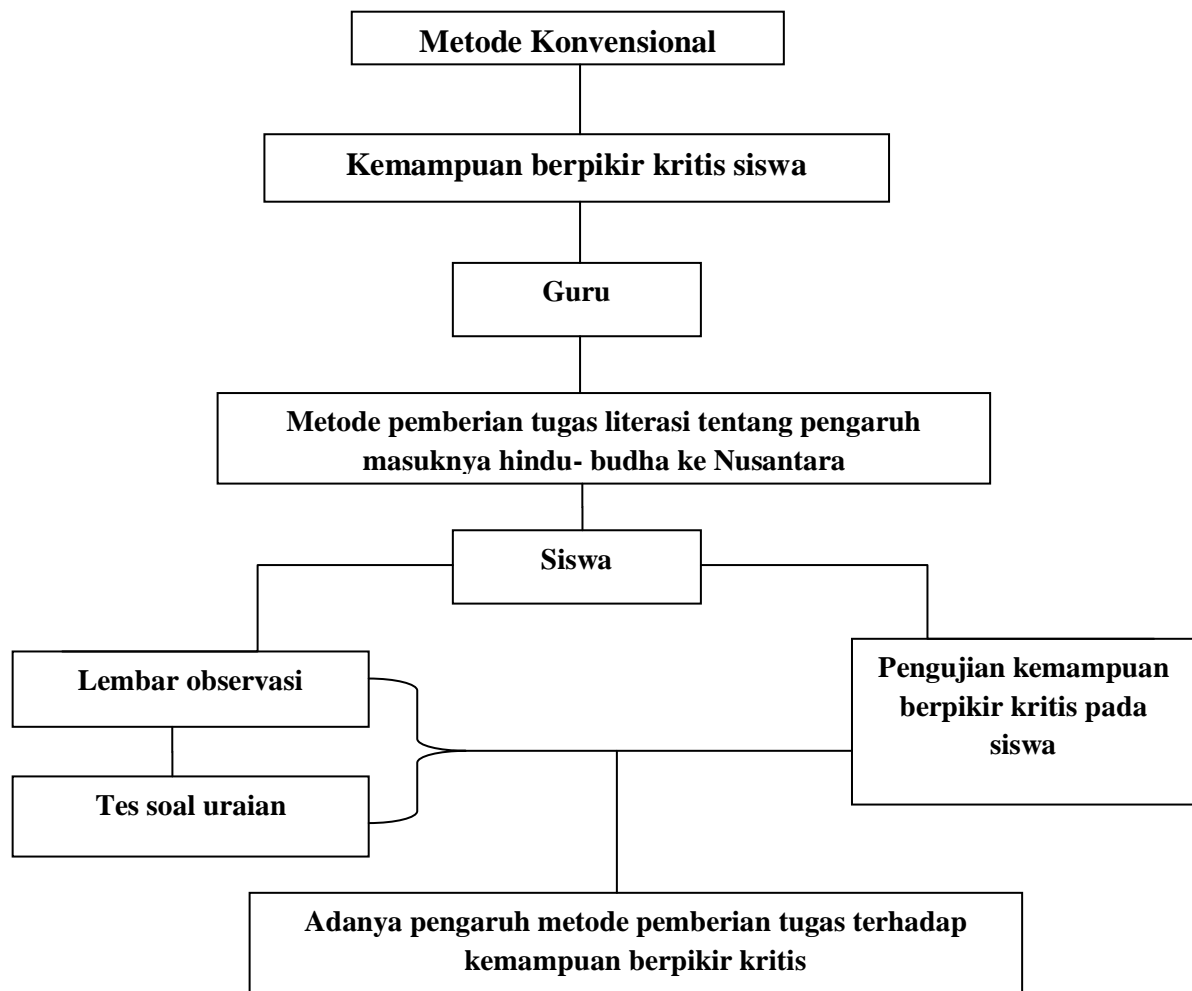 Metode Konvensional
Kemampuan berpikir kritis siswa
Guru
Metode pemberian tugas literasi tentang pengaruh
masuknya hindu- budha ke Nusantara
Siswa
Lembar observasi
Tes soal uraian
Pengujian kemampuan
berpikir kritis pada
siswa
Adanya pengaruh metode pemberian tugas terhadap
kemampuan berpikir kritis